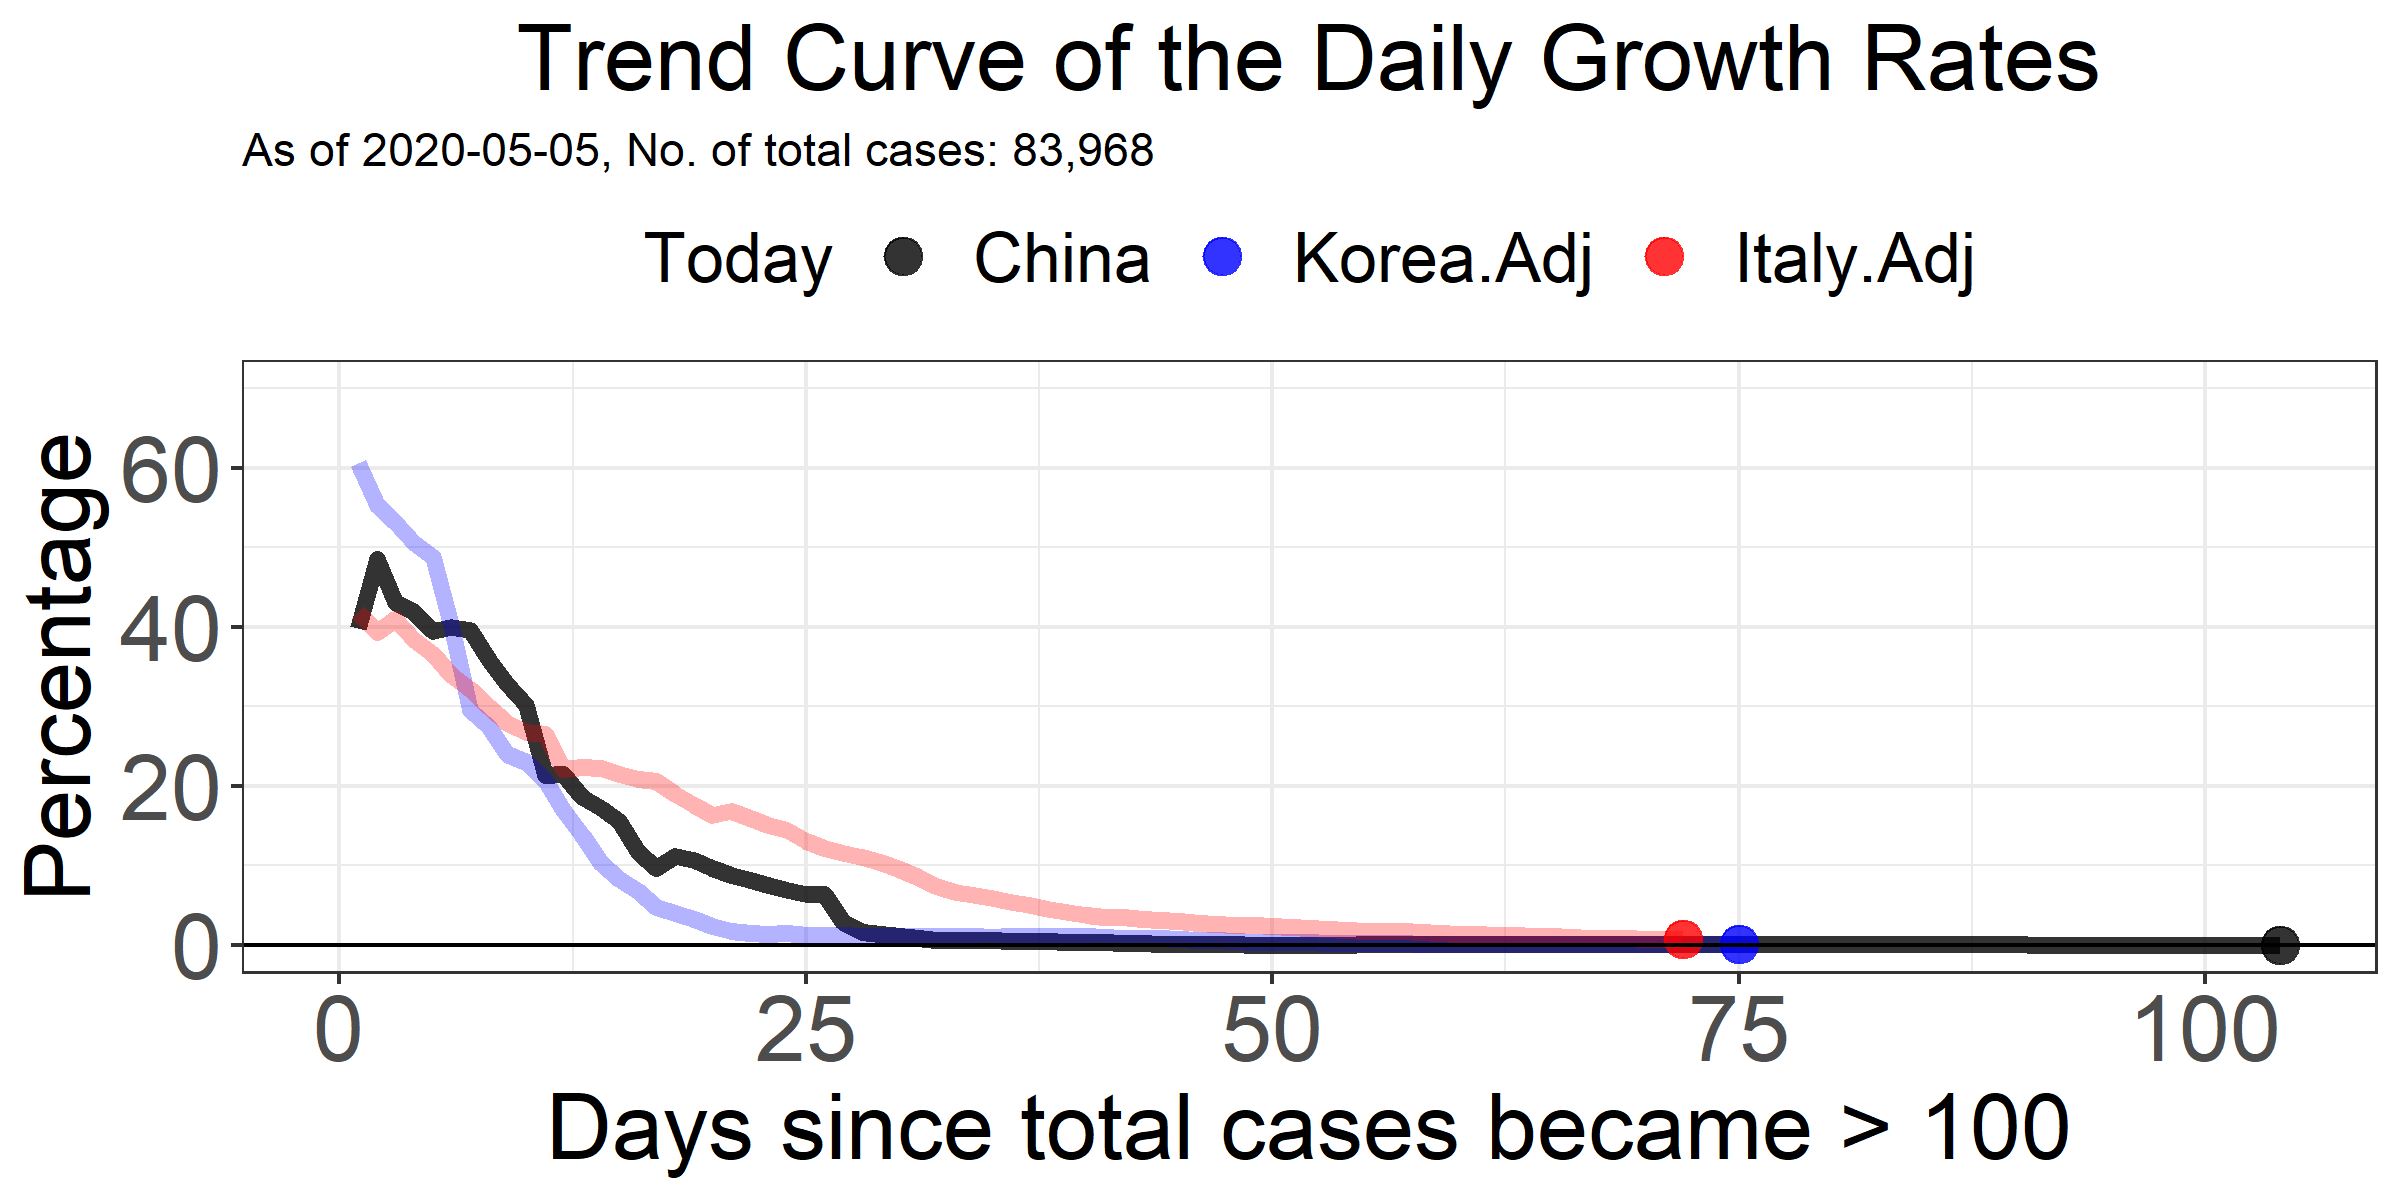 Trend Curve of the Daily Growth Rates
As of 2020-05-05, No. of total cases: 83,968
Today China Korea.Adj Italy.Adj
Percentage
60
40
20
0
0 25 50 75 100
Days since total cases became > 100